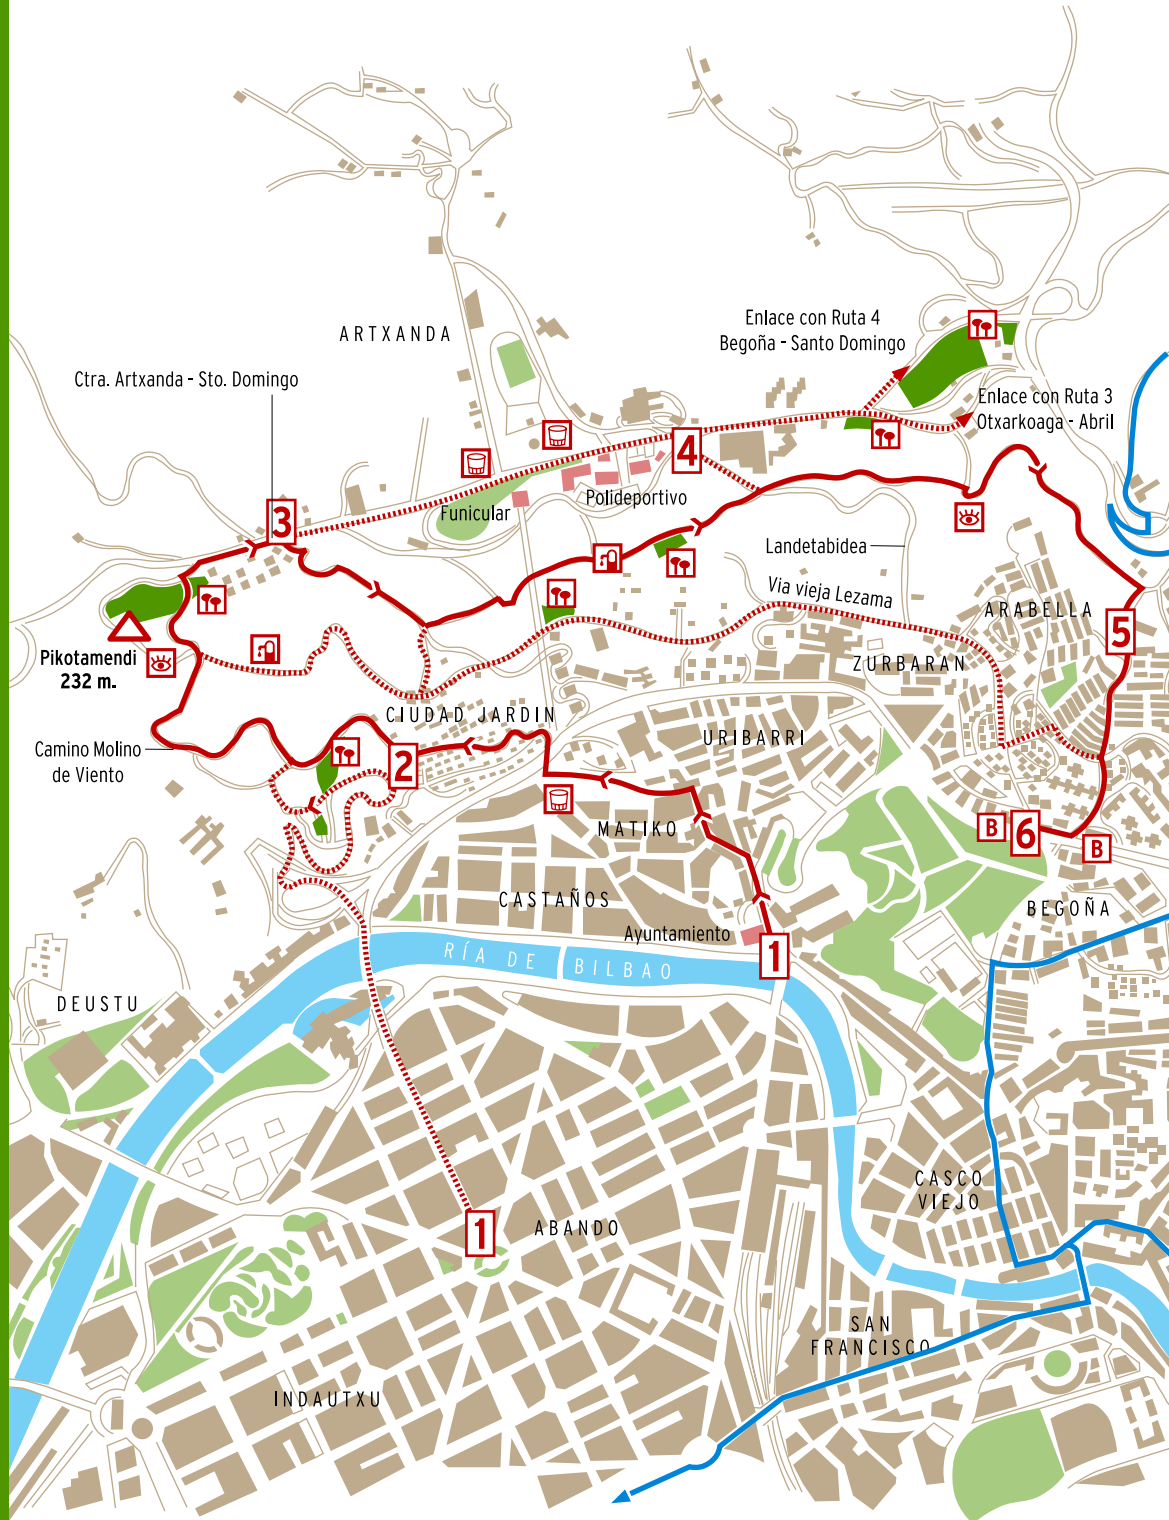 Enlace con Ruta 4
Begoña - Santo Domingo
ARTXANDA
Ctra. Artxanda - Sto. Domingo
Enlace con Ruta 3
Otxarkoaga - Abril
4
3
Polideportivo
Funicular
Landetabidea
Via vieja Lezama
ARABELLA
5
Pikotamendi
232 m.
ZURBARAN
CIUDAD JARDIN
URIBARRI
Camino Molino
de Viento
2
MATIKO
B
6
B
CASTAÑOS
BEGOÑA
Ayuntamiento
1
RÍA DE BILBAO
DEUSTU
CASCO
VIEJO
1
ABANDO
SAN
FRANCISCO
INDAUTXU